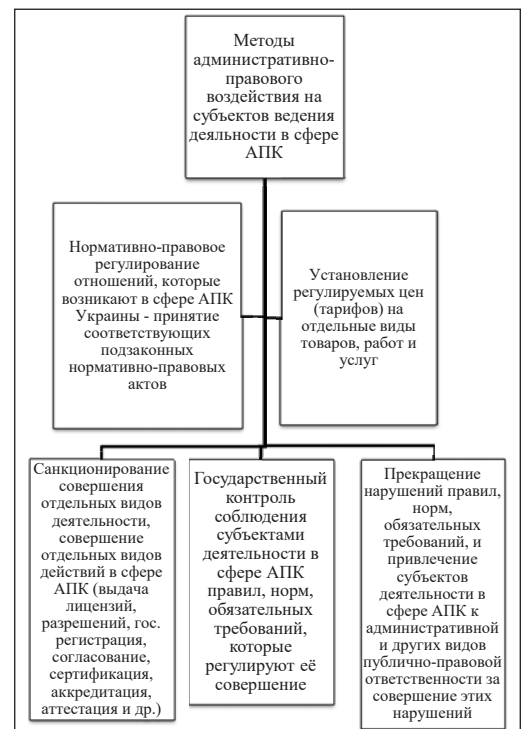 Методы
административно-
правового
воздействия на
субъектов ведения
деяльности в сфере
АПК
Нормативно-правовое
регулирование
отношений, которые
возникают в сфере АПК
Украины - принятие
соответствующих
подзаконных
нормативно-правовых
актов
Установление
регулируемых цен
(тарифов) на
отдельные виды
товаров, работ и
услуг
Санкционирование
совершения
отдельных видов
деятельности,
совершение
отдельных видов
действий в сфере
АПК (выдача
лицензий,
разрешений, гос.
регистрация,
согласование,
сертификация,
аккредитация,
аттестация и др.)
Государственный
контроль
соблюдения
субъектами
деятельности в
сфере АПК
правил, норм,
обязательных
требований,
которые
регулируют её
совершение
Прекращение
нарушений правил,
норм,
обязательных
требований, и
привлечение
субъектов
деятельности в
сфере АПК к
административной
и других видов
публично-правовой
ответственности за
совершение этих
нарушений